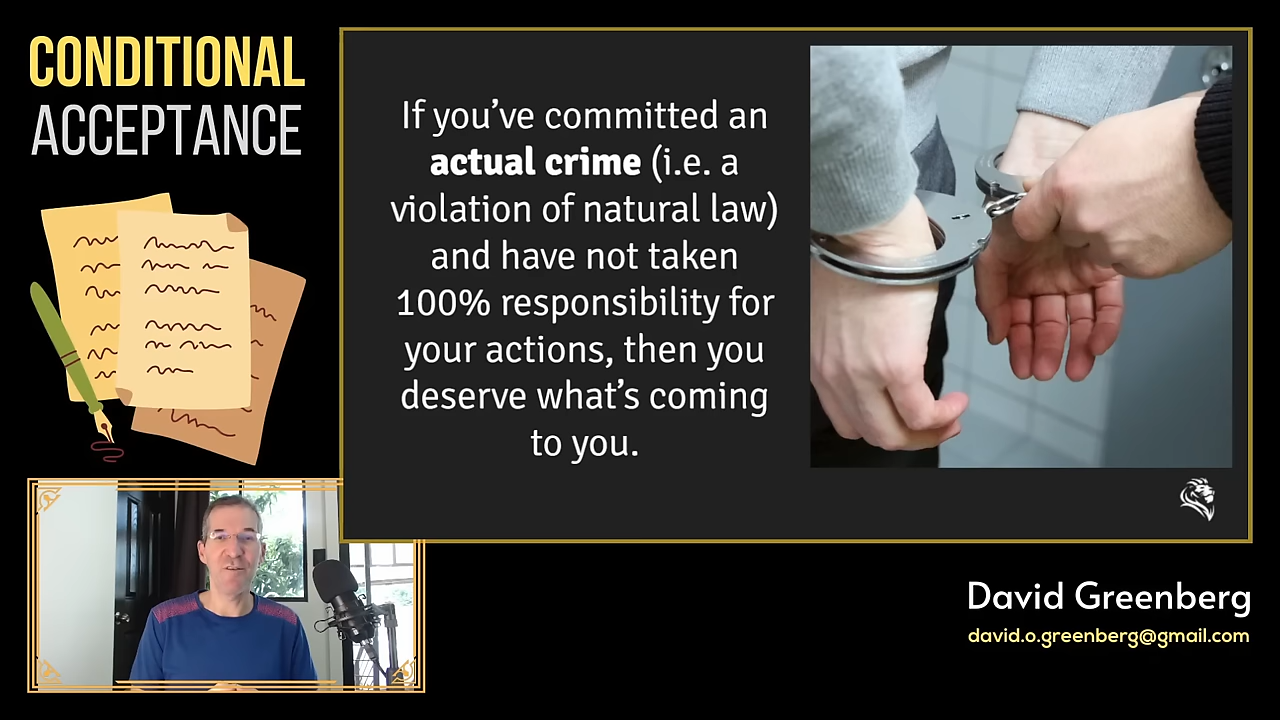 CONDITIONAL
ACCEPTANCE
If you’ve committed an
actual crime (i.e. a
violation of natural law)
and have not taken
100% responsibility for
your actions, then you
deserve what’s coming
to you.
David Greenberg
david.o.greenberg@gmail.com